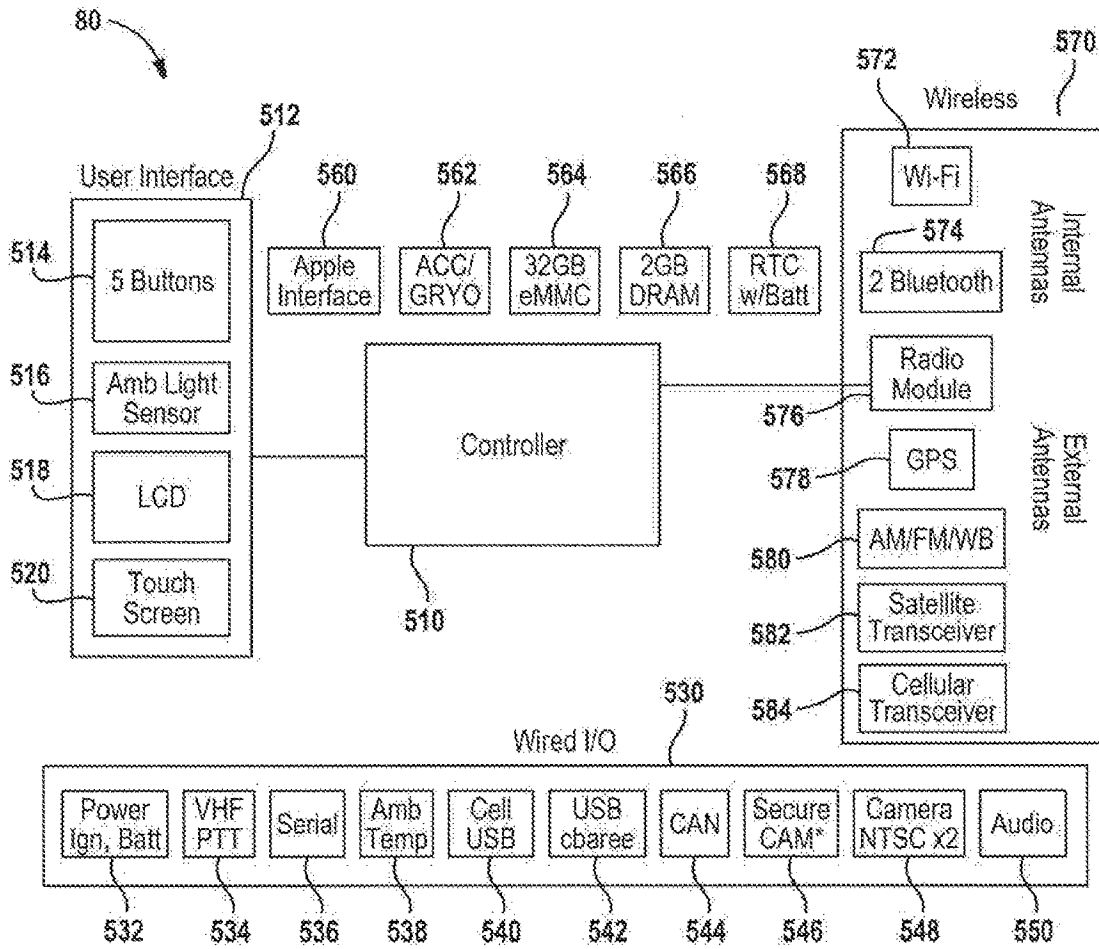 80
570
572
Wireless
512
User Interface
560
562
564
566
568
Wi-Fi
Internal
Antennas
574
514
5 Buttons
Apple
Interface
ACC/
GRYO
32GB
eMMC
2GB
DRAM
RTC
w/Batt
2 Bluetooth
516
Amb Light
Sensor
Radio
Module
576
Controller
External
Antennas
518
LCD
GPS
578
520
Touch
Screen
510
AM/FM/WB
580
Satellite
Transceiver
582
Cellular
Transceiver
584
530
Wired I/O
Power
Ign, Batt
VHF
PTT
Serial
Amb
Temp
Cell
USB
USB
cbaree
CAN
Secure
CAM*
Camera
NTSC x2
Audio
532
534
536
538
540
542
544
546
548
550